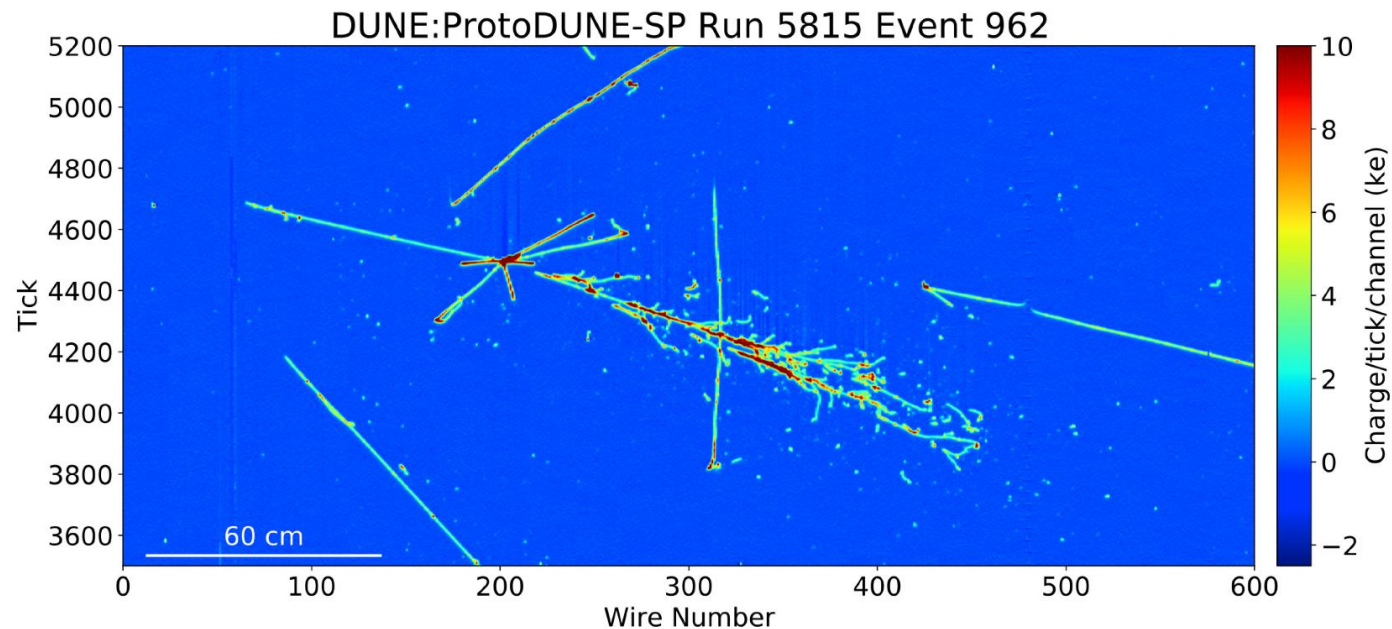 DUNE:ProtoDUNE-SP Run 5815 Event 962
5200
5000
4800
4600
4400
4200
4000
3800
3600
Tick
60 cm
0 100 200 300 400 500 600
Wire Number
10
8
6
4
2
0
−2
Charge/tick/channel (ke)